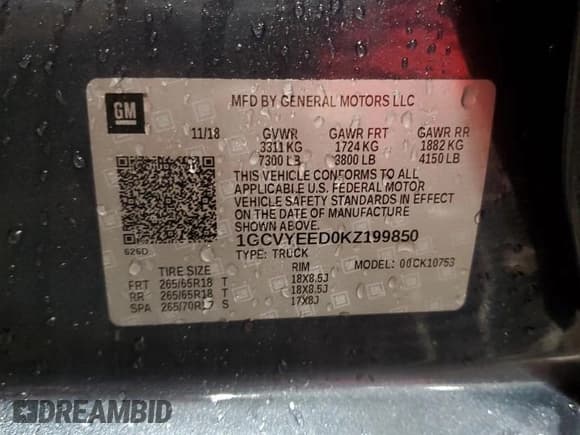 GM
MFD BY GENERAL MOTORS LLC
11/18 GVWR GAWR FRT GAWR RR
3311 KG 1724 KG 1882 KG
7300 LB 3800 LB 4150 LB
THIS VEHICLE CONFORMS TO ALL
APPLICABLE U.S. FEDERAL MOTOR
VEHICLE SAFETY STANDARDS IN EFFECT
ON THE DATE OF MANUFACTURE
SHOWN ABOVE.
1GCVYEED0KZ199850
626D
TYPE: TRUCK MODEL: 00CK10753
TIRE SIZE RIM
FRT 265/65R18 T 18X8.5J
RR 265/65R18 T 18X8.5J
SPA 265/70R17 S 17X8J
DREAMBID